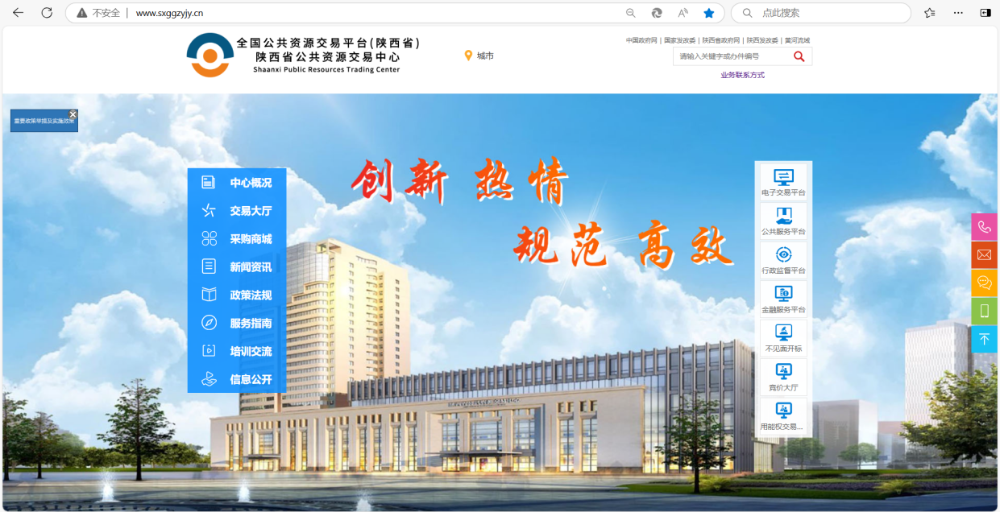 不安全 | www.sxggzyjy.cn
点此搜索
全国公共资源交易平台(陕西省)
陕西省公共资源交易中心
Shaanxi Public Resources Trading Center
城市
中国政府网 | 国家发改委 | 陕西省政府网 | 陕西发改委 | 黄河流域
请输入关键字或办件编号
业务联系方式
重要政策举措及实施效果
创新 热情
规范 高效
中心概况
交易大厅
采购商城
新闻资讯
政策法规
服务指南
培训交流
信息公开
电子交易平台
公共服务平台
行政监督平台
金融服务平台
不见面开标
竞价大厅
用能权交易...